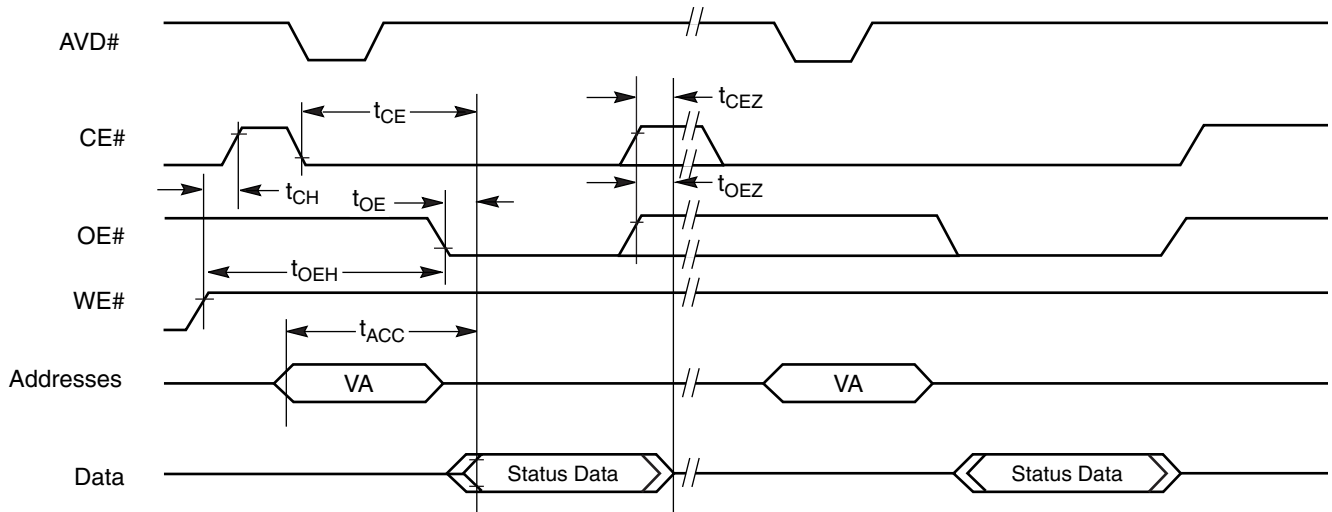 AVD#
tCEZ
tCE
CE#
tCH
tOE
tOEZ
OE#
tOEH
WE#
tACC
Addresses
VA
VA
Data
Status Data
Status Data